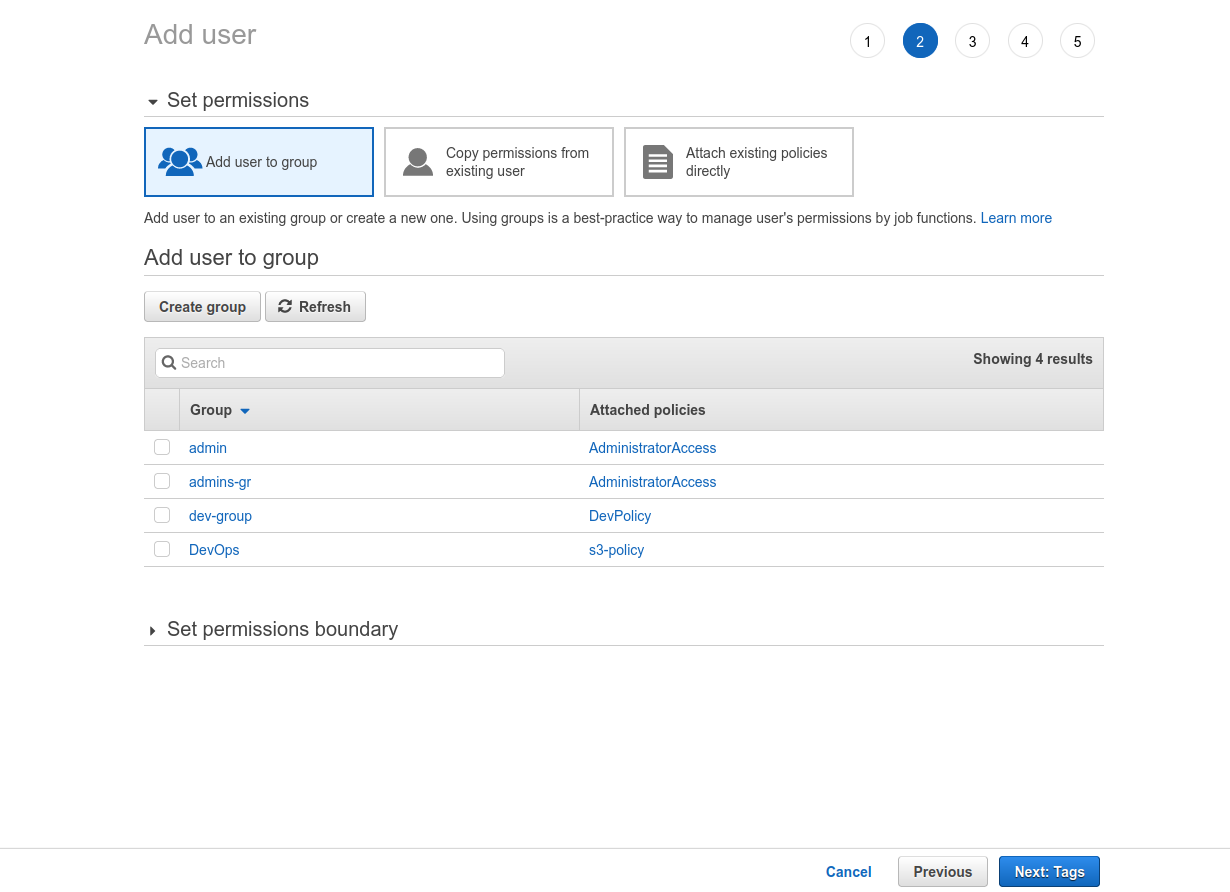 Add user
1 2 3 4 5
Set permissions
Add user to group
Copy permissions from
existing user
Attach existing policies
directly
Add user to an existing group or create a new one. Using groups is a best-practice way to manage user's permissions by job functions. Learn more
Add user to group
Create group Refresh
Search Showing 4 results
Group Attached policies
admin AdministratorAccess
admins-gr AdministratorAccess
dev-group DevPolicy
DevOps s3-policy
Set permissions boundary
Cancel Previous Next: Tags